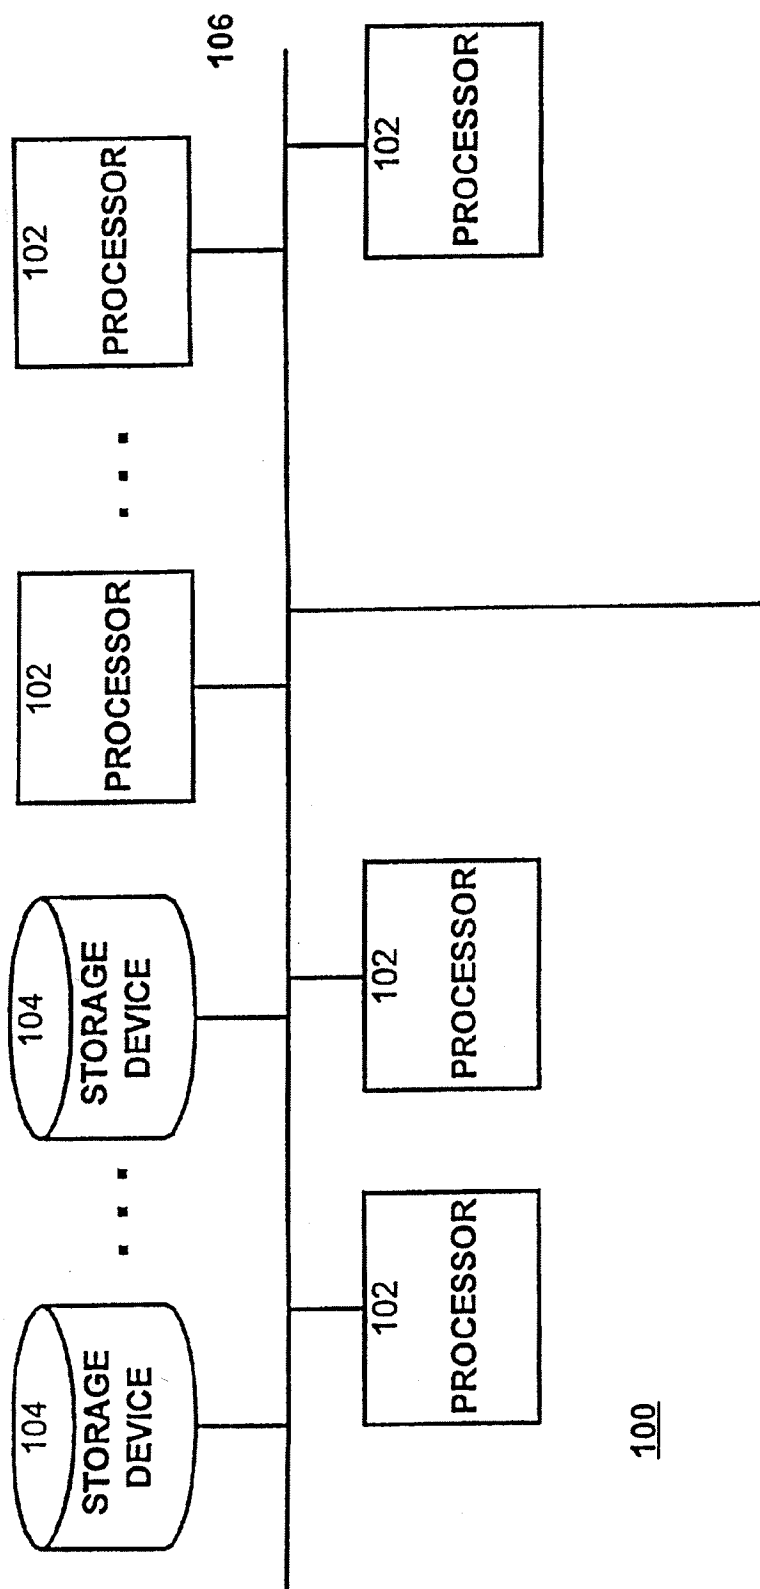 104
STORAGE
DEVICE
. . .
104
STORAGE
DEVICE
102
PROCESSOR
. . .
102
PROCESSOR
106
102
PROCESSOR
102
PROCESSOR
102
PROCESSOR
100